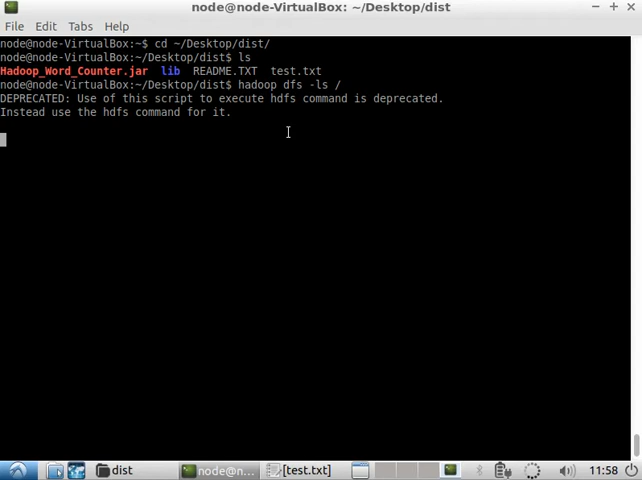 node@node-VirtualBox: ~/Desktop/dist
File Edit Tabs Help
node@node-VirtualBox:~$ cd ~/Desktop/dist/
node@node-VirtualBox:~/Desktop/dist$ ls
Hadoop_Word_Counter.jar lib README.TXT test.txt
node@node-VirtualBox:~/Desktop/dist$ hadoop dfs -ls /
DEPRECATED: Use of this script to execute hdfs command is deprecated.
Instead use the hdfs command for it.
dist node@n... [test.txt] 11:58